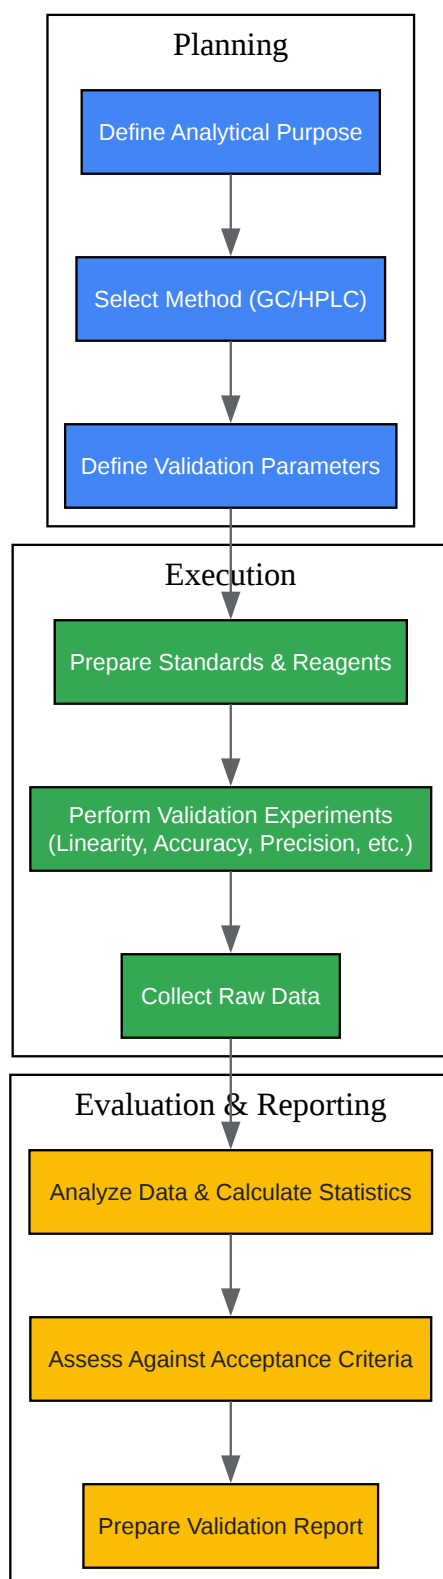 Planning
Define Analytical Purpose
Select Method (GC/HPLC)
Define Validation Parameters
Execution
Prepare Standards & Reagents
Perform Validation Experiments
(Linearity, Accuracy, Precision, etc.)
Collect Raw Data
Evaluation & Reporting
Analyze Data & Calculate Statistics
Assess Against Acceptance Criteria
Prepare Validation Report